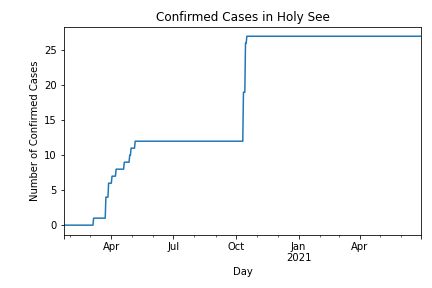 Confirmed Cases in Holy See
Number of Confirmed Cases
25
20
15
10
5
0
Apr Jul Oct Jan Apr
2021
Day